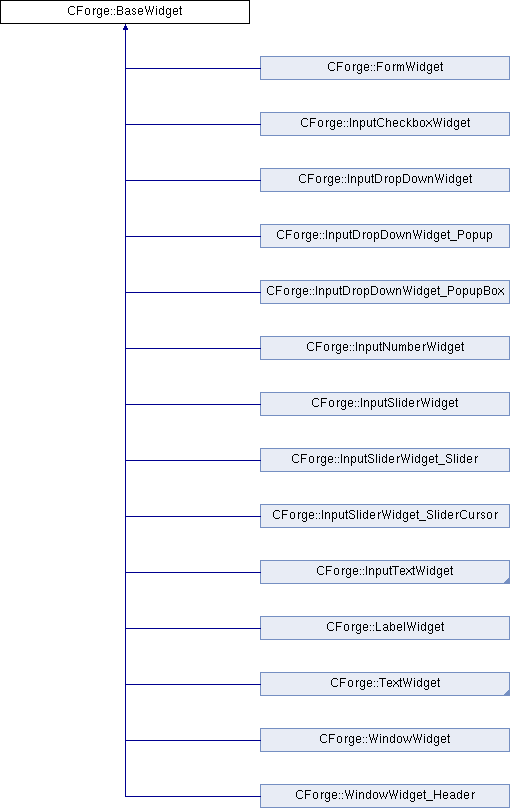 CForge::BaseWidget
CForge::FormWidget
CForge::InputCheckboxWidget
CForge::InputDropDownWidget
CForge::InputDropDownWidget_Popup
CForge::InputDropDownWidget_PopupBox
CForge::InputNumberWidget
CForge::InputSliderWidget
CForge::InputSliderWidget_Slider
CForge::InputSliderWidget_SliderCursor
CForge::InputTextWidget
CForge::LabelWidget
CForge::TextWidget
CForge::WindowWidget
CForge::WindowWidget_Header